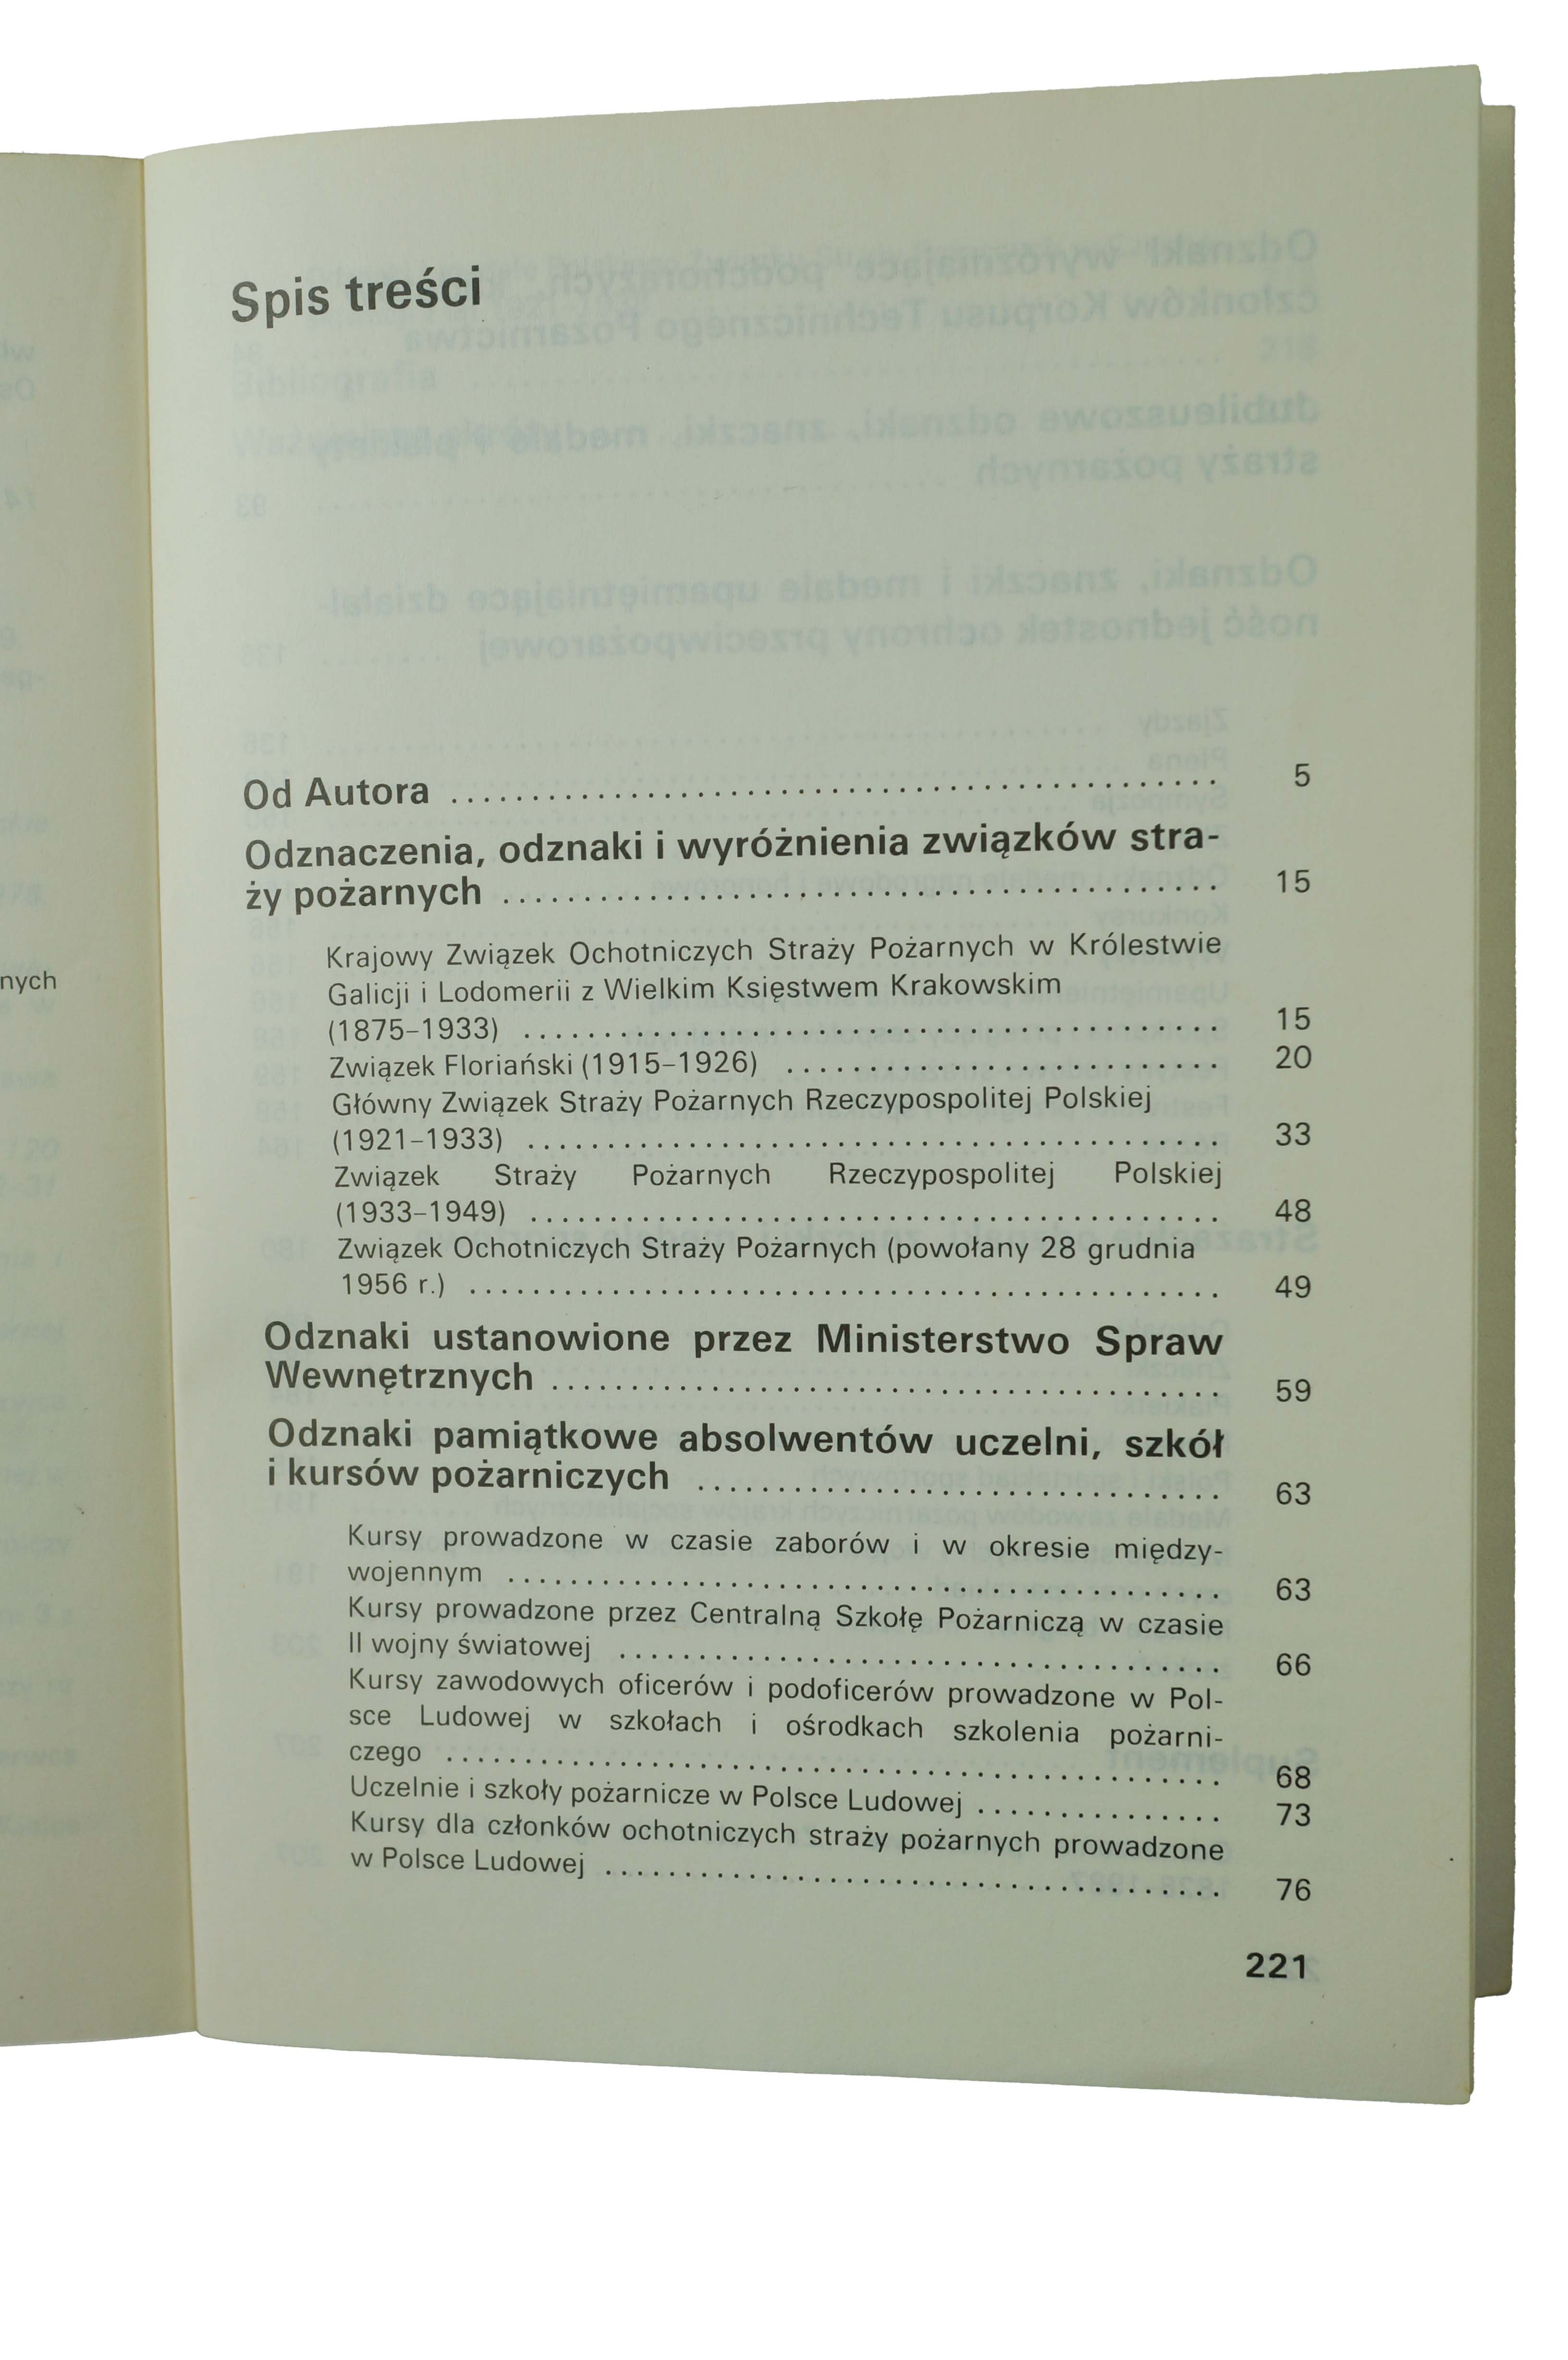 nych
Spis treści
Od Autora ................................................ 5
Odznaczenia, odznaki i wyróżnienia związków stra-
ży pożarnych ............................................. 15
Krajowy Związek Ochotniczych Straży Pożarnych w Królestwie
Galicji i Lodomerii z Wielkim Księstwem Krakowskim
(1875–1933) ............................................ 15
Związek Floriański (1915–1926) ............................ 20
Główny Związek Straży Pożarnych Rzeczypospolitej Polskiej
(1921–1933) ............................................ 33
Związek Straży Pożarnych Rzeczypospolitej Polskiej
(1933–1949) ............................................ 48
Związek Ochotniczych Straży Pożarnych (powołany 28 grudnia
1956 r.) ................................................ 49
Odznaki ustanowione przez Ministerstwo Spraw
Wewnętrznych .......................................... 59
Odznaki pamiątkowe absolwentów uczelni, szkół
i kursów pożarniczych ................................. 63
Kursy prowadzone w czasie zaborów i w okresie między-
wojennym ............................................. 63
Kursy prowadzone przez Centralną Szkołę Pożarniczą w czasie
II wojny światowej ...................................... 66
Kursy zawodowych oficerów i podoficerów prowadzone w Pol-
sce Ludowej w szkołach i ośrodkach szkolenia pożarni-
czego ................................................. 68
Uczelnie i szkoły pożarnicze w Polsce Ludowej ................ 73
Kursy dla członków ochotniczych straży pożarnych prowadzone
w Polsce Ludowej ....................................... 76
221